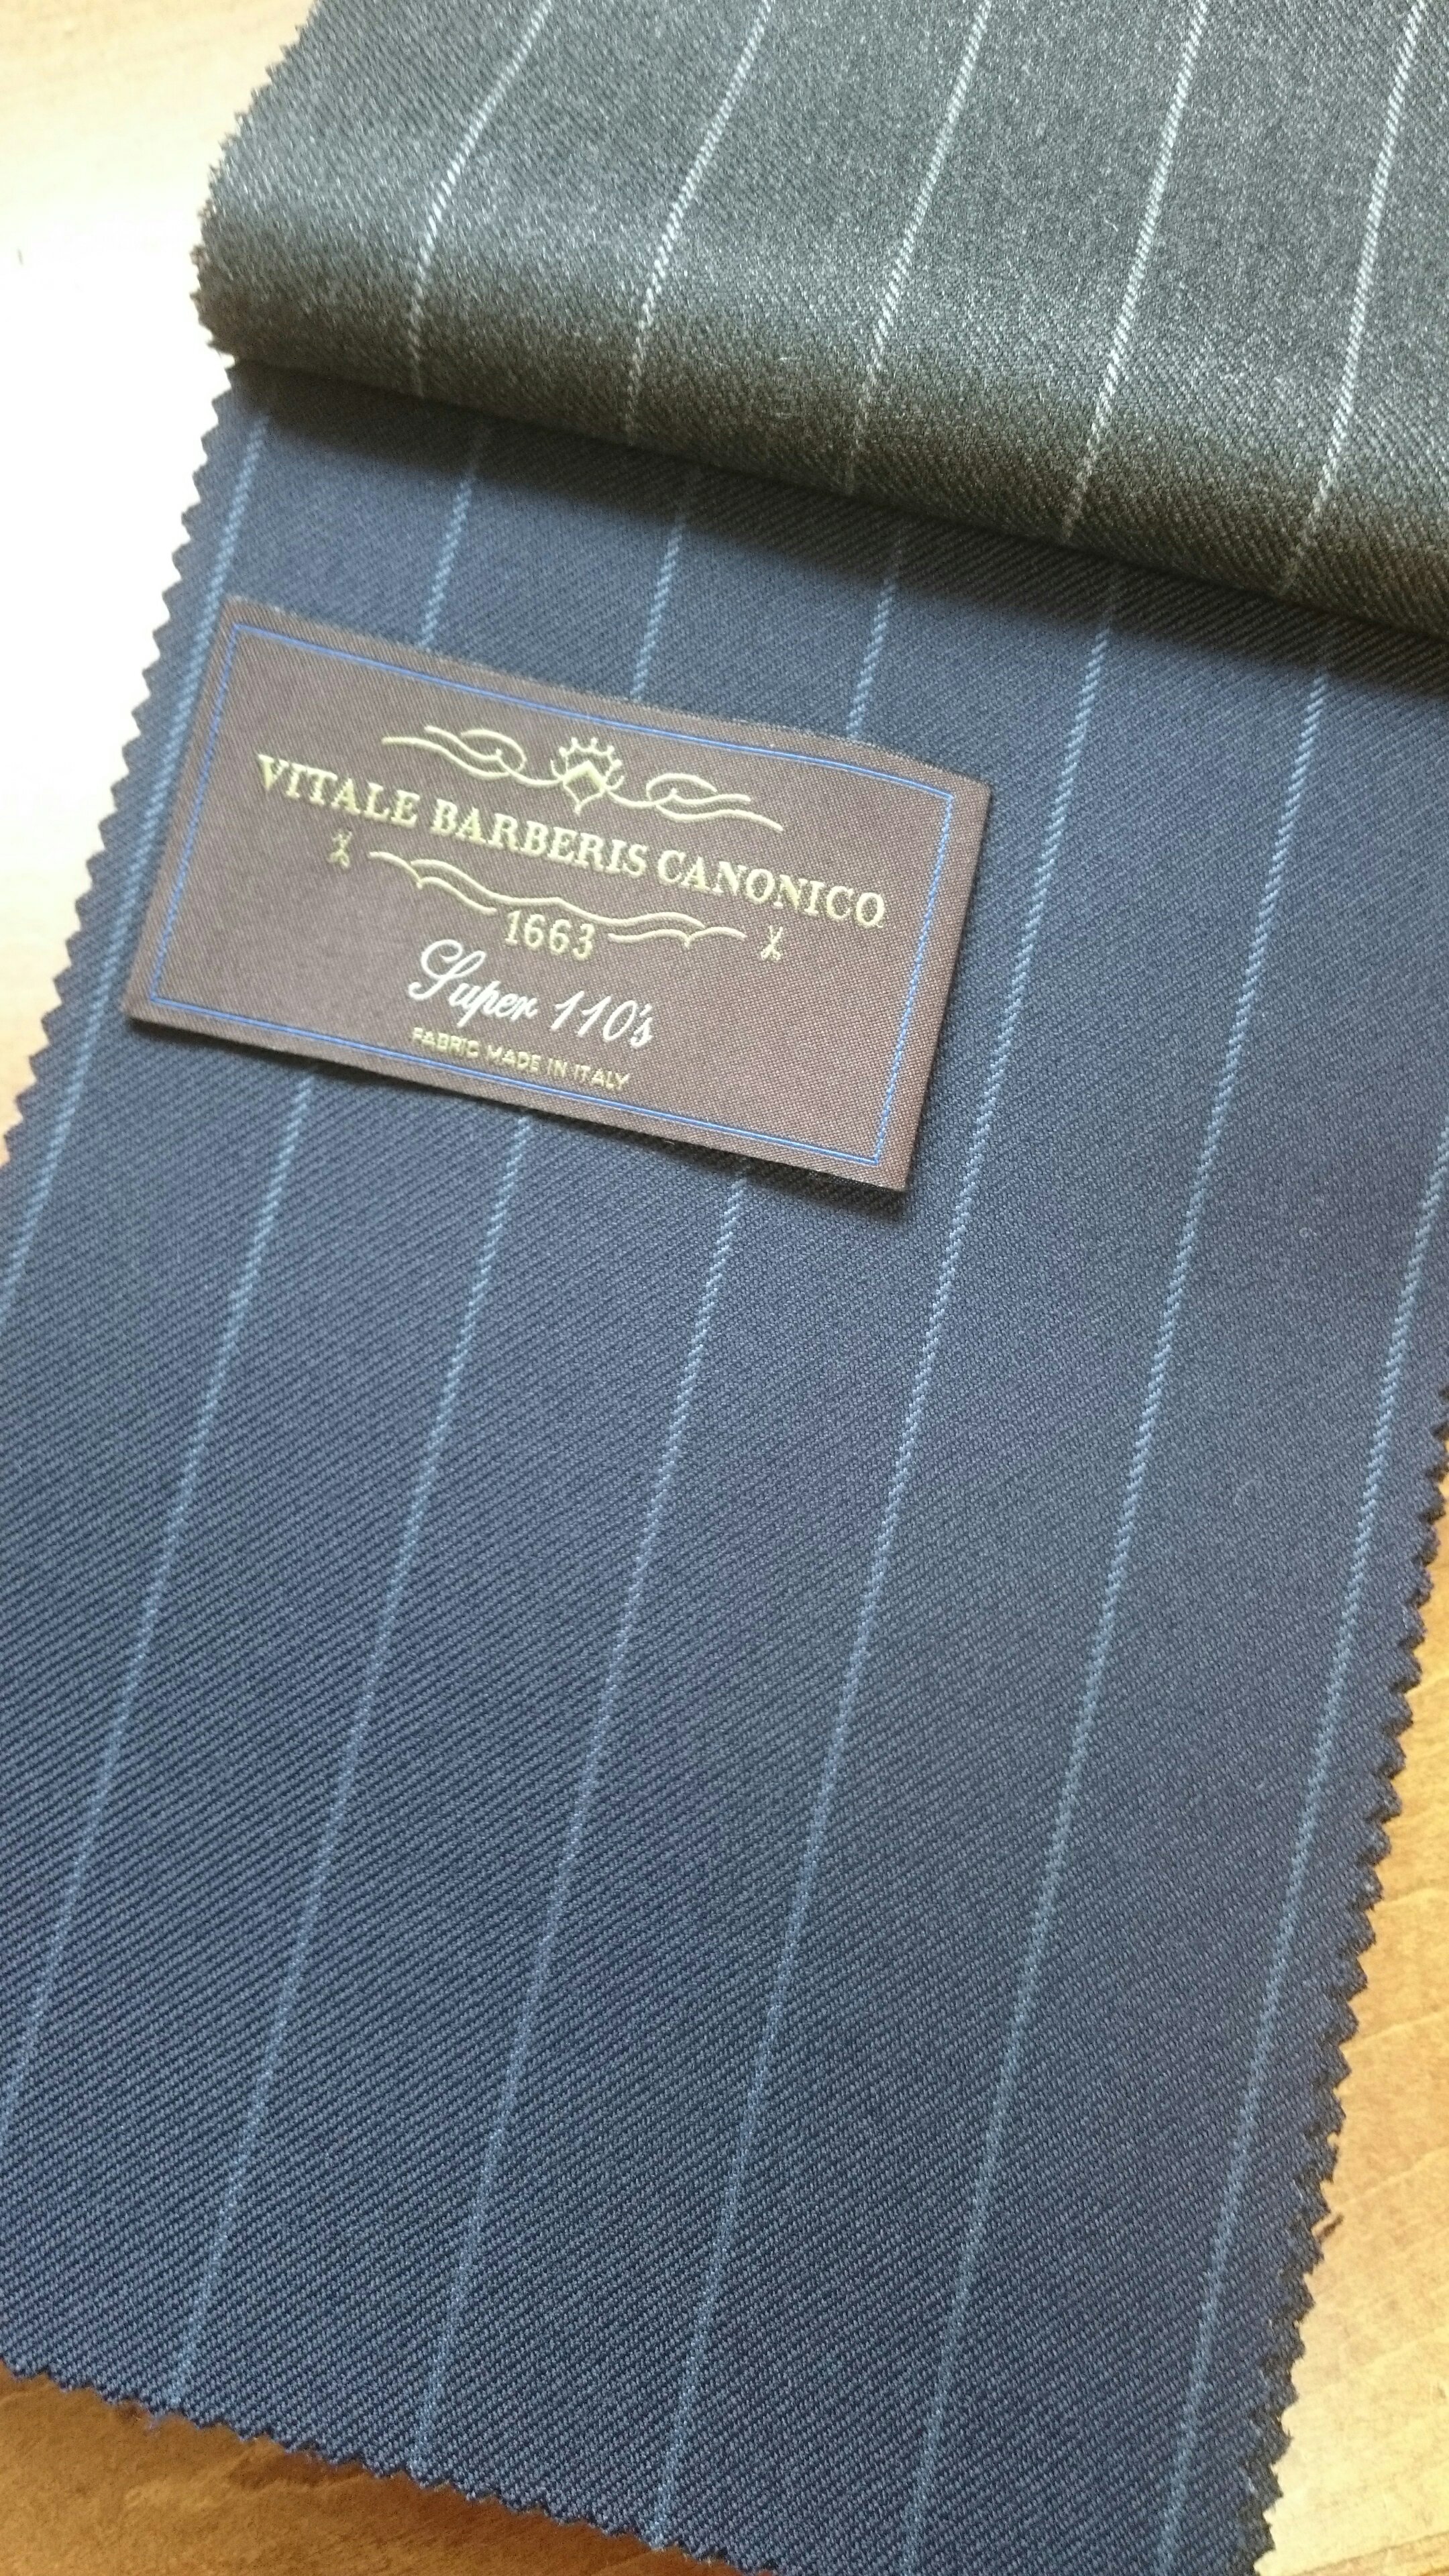 VITALE BARBERIS CANONICO
1663
Super 110's
FABRIC MADE IN ITALY